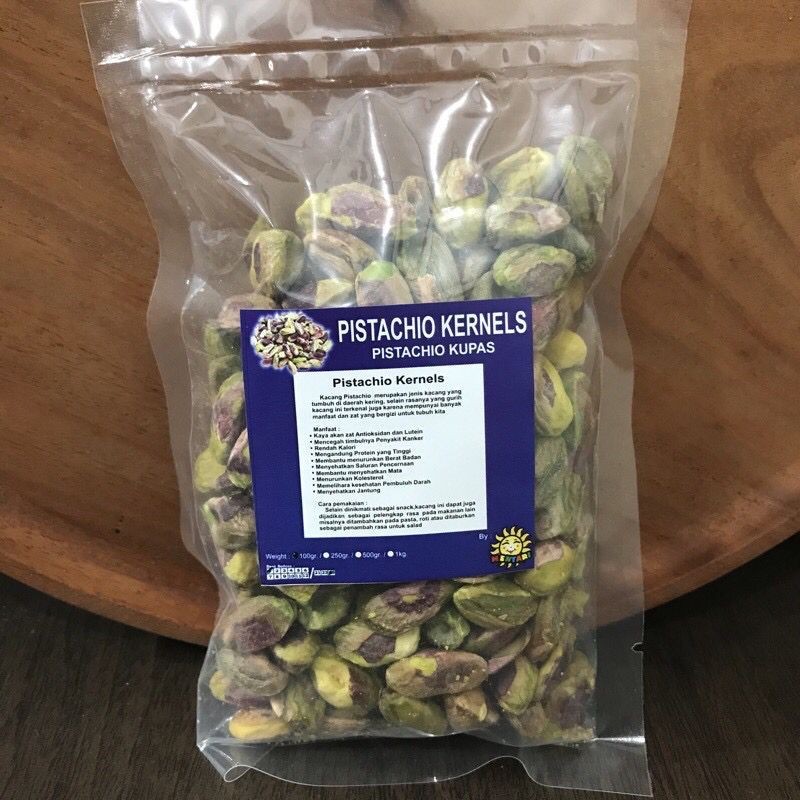 PISTACHIO KERNELS
PISTACHIO KUPAS
Pistachio Kernels
Kacang Pistachio merupakan jenis kacang yang
tumbuh di daerah kering, selain rasanya yang gurih
kacang ini terkenal juga karena mempunyai banyak
manfaat dan zat yang bergizi untuk tubuh kita
Manfaat :
• Kaya akan zat Antioksidan dan Lutein
• Mencegah timbulnya Penyakit Kanker
• Rendah Kalori
• Mengandung Protein yang Tinggi
• Membantu menurunkan Berat Badan
• Menyehatkan Saluran Pencernaan
• Membantu menyehatkan Mata
• Menurunkan Kolesterol
• Memelihara kesehatan Pembuluh Darah
• Menyehatkan Jantung
Cara pemakaian :
Selain dinikmati sebagai snack,kacang ini dapat juga
dijadikan sebagai pelengkap rasa pada makanan lain
misalnya ditambahkan pada pasta, roti atau ditaburkan
sebagai penambah rasa untuk salad
By
MENTARI
Weight : 100gr. / 250gr. / 500gr. / 1kg